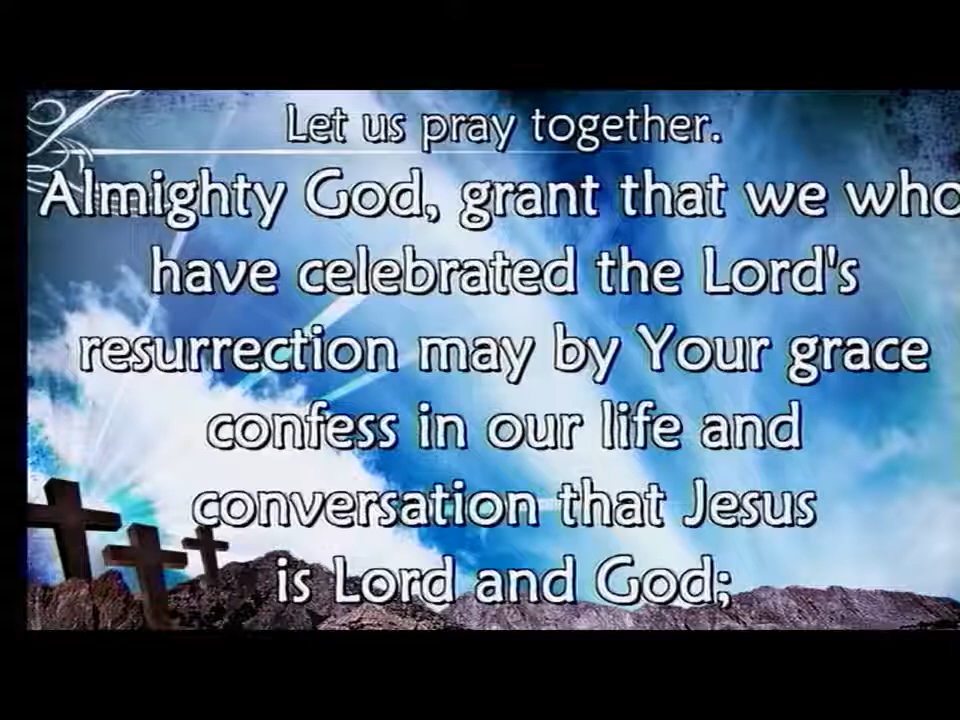 Let us pray together.
Almighty God, grant that we who
have celebrated the Lord's
resurrection may by Your grace
confess in our life and
conversation that Jesus
is Lord and God;